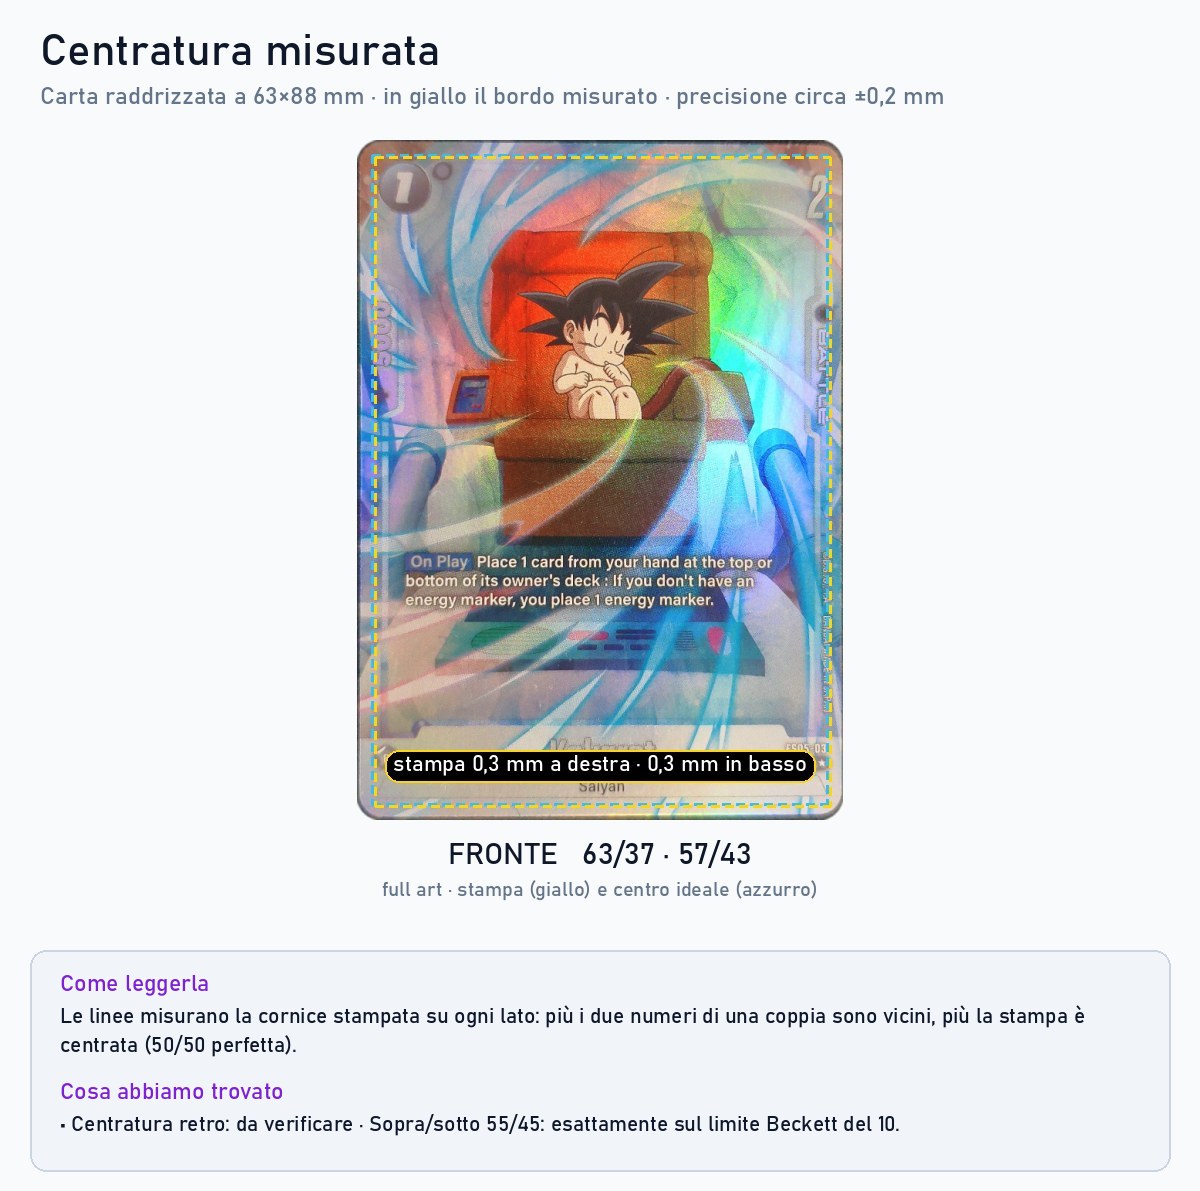 Centratura misurata
Carta raddrizzata a 63×88 mm · in giallo il bordo misurato · precisione circa ±0,2 mm
1
2
5000
BATTLE
On Play Place 1 card from your hand at the top or
bottom of its owner's deck : If you don't have an
energy marker, you place 1 energy marker.
FS05-03
stampa 0,3 mm a destra · 0,3 mm in basso
Saiyan
FRONTE 63/37 · 57/43
full art · stampa (giallo) e centro ideale (azzurro)
Come leggerla
Le linee misurano la cornice stampata su ogni lato: più i due numeri di una coppia sono vicini, più la stampa è
centrata (50/50 perfetta).
Cosa abbiamo trovato
• Centratura retro: da verificare · Sopra/sotto 55/45: esattamente sul limite Beckett del 10.